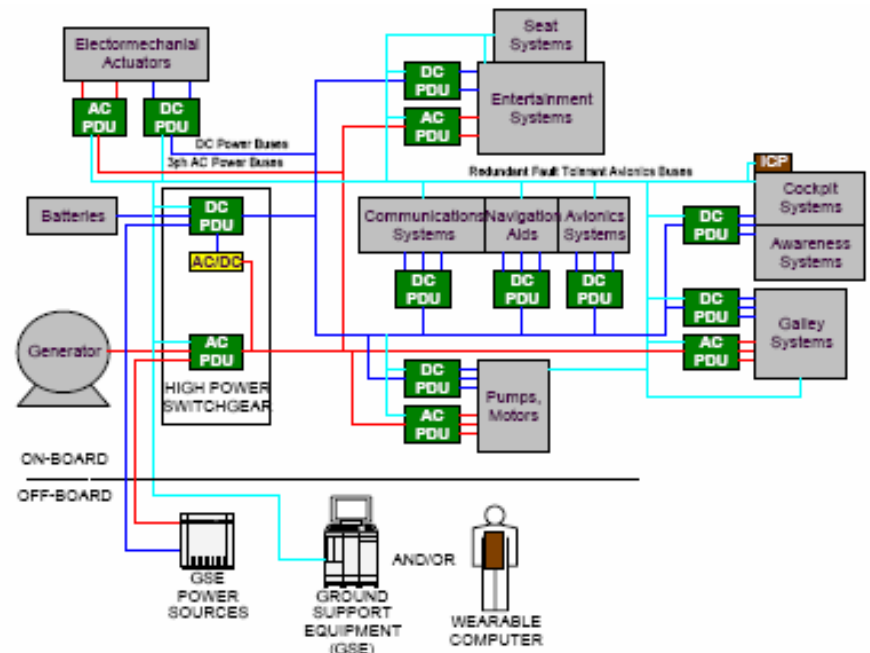 Electormechanial
Actuators
AC
PDU
DC
PDU
DC Power Buses
3ph AC Power Buses
Seat
Systems
DC
PDU
AC
PDU
Entertainment
Systems
Redundant Fault Tolerant Avionics Buses
ICP
Cockpit
Systems
Awareness
Systems
DC
PDU
Batteries
DC
PDU
AC/DC
Communications
Systems
Navigation
Aids
Avionics
Systems
DC
PDU
DC
PDU
DC
PDU
DC
PDU
AC
PDU
Galley
Systems
Generator
AC
PDU
HIGH POWER
SWITCHGEAR
DC
PDU
AC
PDU
Pumps,
Motors
ON-BOARD
OFF-BOARD
GSE
POWER
SOURCES
GROUND
SUPPORT
EQUIPMENT
(GSE)
AND/OR
WEARABLE
COMPUTER